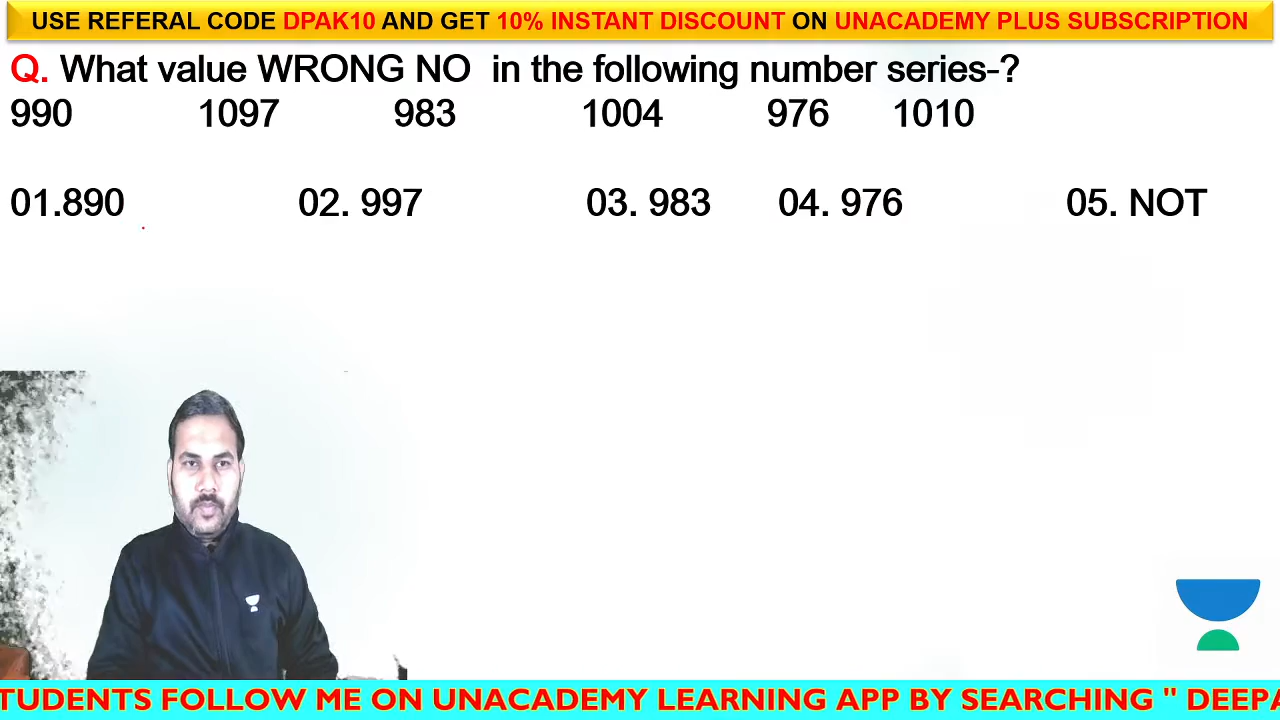 USE REFERAL CODE DPAK10 AND GET 10% INSTANT DISCOUNT ON UNACADEMY PLUS SUBSCRIPTION
Q. What value WRONG NO in the following number series-?
990 1097 983 1004 976 1010
01.890 02. 997 03. 983 04. 976 05. NOT
TUDENTS FOLLOW ME ON UNACADEMY LEARNING APP BY SEARCHING " DEEPA